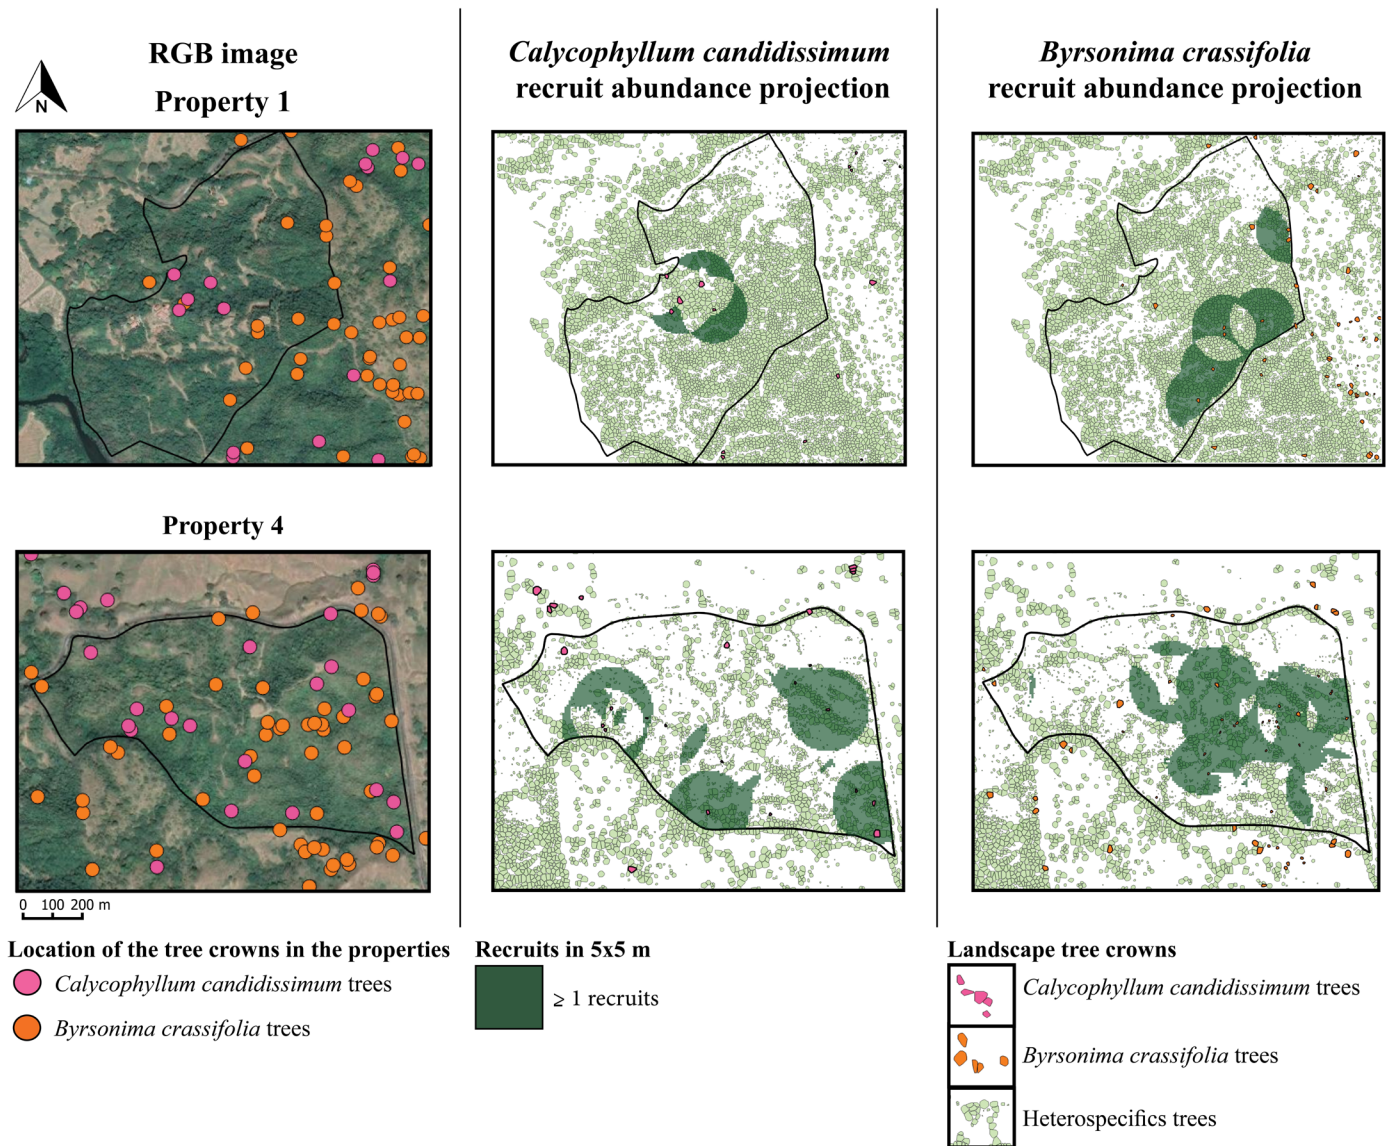 RGB image
Property 1
N
Calycophyllum candidissimum
recruit abundance projection
Byrsonima crassifolia
recruit abundance projection
Property 4
0 100 200 m
Location of the tree crowns in the properties
Calycophyllum candidissimum trees
Byrsonima crassifolia trees
Recruits in 5x5 m
≥ 1 recruits
Landscape tree crowns
Calycophyllum candidissimum trees
Byrsonima crassifolia trees
Heterospecifics trees